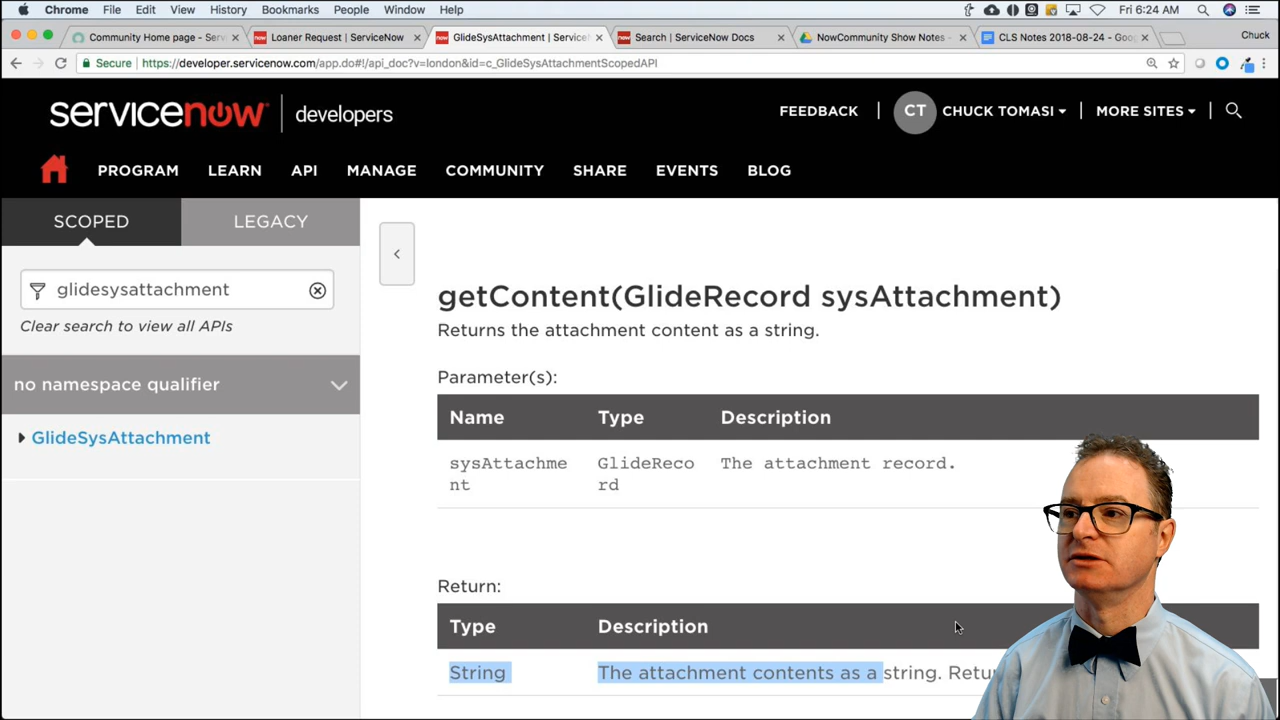 Chrome File Edit View History Bookmarks People Window Help Fri 6:24 AM
Community Home page - Serv × Loaner Request | ServiceNow × GlideSysAttachment | Service × Search | ServiceNow Docs × NowCommunity Show Notes - × CLS Notes 2018-08-24 - Goo × Chuck
Secure https://developer.servicenow.com/app.do#!/api_doc?v=london&id=c_GlideSysAttachmentScopedAPI
servicenow developers FEEDBACK | CT CHUCK TOMASI | MORE SITES |
PROGRAM LEARN API MANAGE COMMUNITY SHARE EVENTS BLOG
SCOPED LEGACY
glidesysattachment
Clear search to view all APIs
no namespace qualifier
GlideSysAttachment
getContent(GlideRecord sysAttachment)
Returns the attachment content as a string.
Parameter(s):
Name Type Description
sysAttachme GlideReco The attachment record.
nt rd
Return:
Type Description
String The attachment contents as a string. Retu